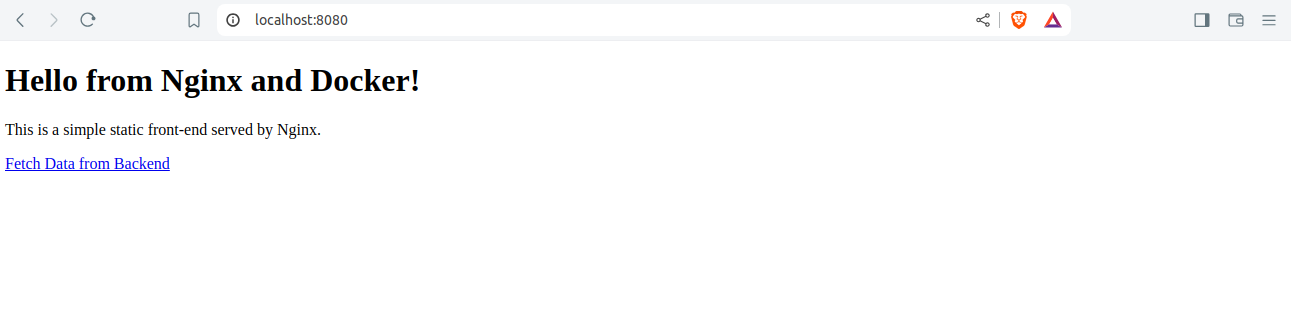 localhost:8080
Hello from Nginx and Docker!
This is a simple static front-end served by Nginx.
Fetch Data from Backend